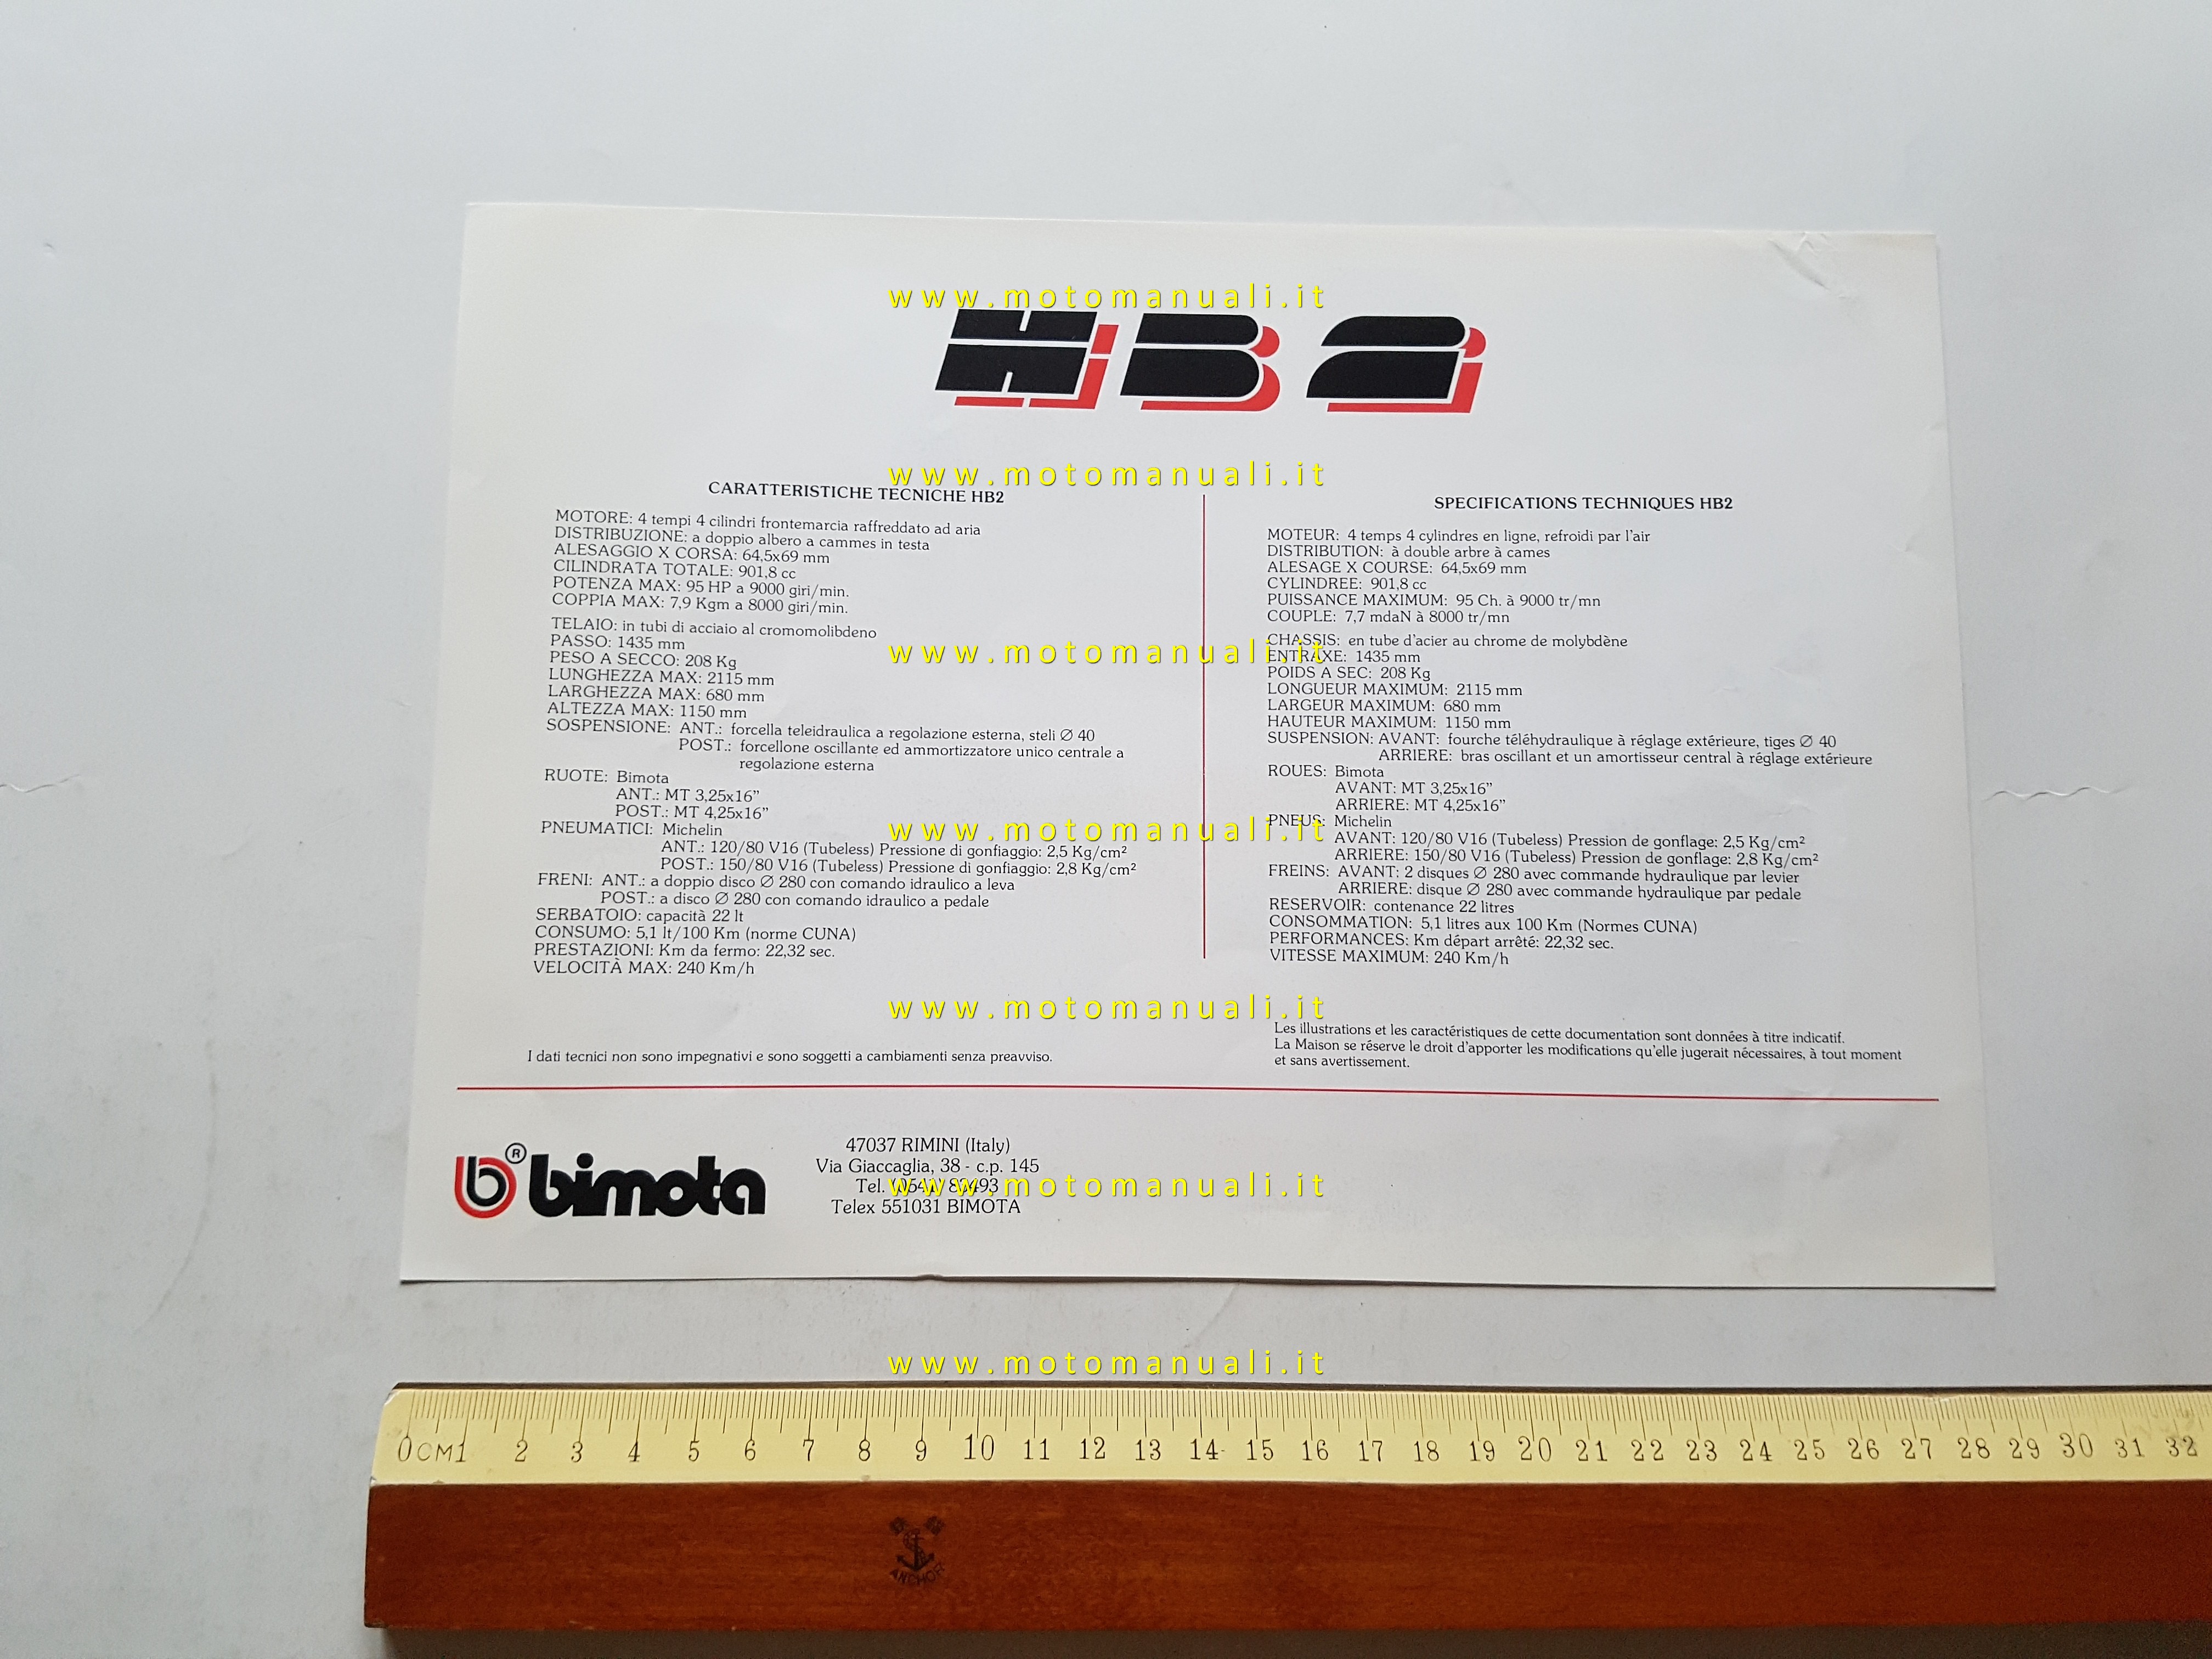 www.motomanuali.it
HB2
www.motomanuali.it
CARATTERISTICHE TECNICHE HB2
MOTORE: 4 tempi 4 cilindri frontemarcia raffreddato ad aria
DISTRIBUZIONE: a doppio albero a cammes in testa
ALESAGGIO X CORSA: 64,5x69 mm
CILINDRATA TOTALE: 901,8 cc
POTENZA MAX: 95 HP a 9000 giri/min.
COPPIA MAX: 7,9 Kgm a 8000 giri/min.
TELAIO: in tubi di acciaio al cromomolibdeno
PASSO: 1435 mm
PESO A SECCO: 208 Kg
LUNGHEZZA MAX: 2115 mm
LARGHEZZA MAX: 680 mm
ALTEZZA MAX: 1150 mm
SOSPENSIONE: ANT.: forcella teleidraulica a regolazione esterna, steli Ø 40
POST.: forcellone oscillante ed ammortizzatore unico centrale a
regolazione esterna
RUOTE: Bimota
ANT.: MT 3,25x16”
POST.: MT 4,25x16”
PNEUMATICI: Michelin
ANT.: 120/80 V16 (Tubeless) Pressione di gonfiaggio: 2,5 Kg/cm²
POST.: 150/80 V16 (Tubeless) Pressione di gonfiaggio: 2,8 Kg/cm²
FRENI: ANT.: a doppio disco Ø 280 con comando idraulico a leva
POST.: a disco Ø 280 con comando idraulico a pedale
SERBATOIO: capacità 22 lt
CONSUMO: 5,1 lt/100 Km (norme CUNA)
PRESTAZIONI: Km da fermo: 22,32 sec.
VELOCITÀ MAX: 240 Km/h
I dati tecnici non sono impegnativi e sono soggetti a cambiamenti senza preavviso.
SPECIFICATIONS TECHNIQUES HB2
MOTEUR: 4 temps 4 cylindres en ligne, refroidi par l'air
DISTRIBUTION: à double arbre à cames
ALESAGE X COURSE: 64,5x69 mm
CYLINDREE: 901,8 cc
PUISSANCE MAXIMUM: 95 Ch. à 9000 tr/mn
COUPLE: 7,7 mdaN à 8000 tr/mn
CHASSIS: en tube d'acier au chrome de molybdène
ENTRAXE: 1435 mm
POIDS A SEC: 208 Kg
LONGUEUR MAXIMUM: 2115 mm
LARGEUR MAXIMUM: 680 mm
HAUTEUR MAXIMUM: 1150 mm
SUSPENSION: AVANT: fourche téléhydraulique à réglage extérieure, tiges Ø 40
ARRIERE: bras oscillant et un amortisseur central à réglage extérieure
ROUES: Bimota
AVANT: MT 3,25x16”
ARRIERE: MT 4,25x16”
PNEUS: Michelin
AVANT: 120/80 V16 (Tubeless) Pression de gonflage: 2,5 Kg/cm²
ARRIERE: 150/80 V16 (Tubeless) Pression de gonflage: 2,8 Kg/cm²
FREINS: AVANT: 2 disques Ø 280 avec commande hydraulique par levier
ARRIERE: disque Ø 280 avec commande hydraulique par pedale
RESERVOIR: contenance 22 litres
CONSOMMATION: 5,1 litres aux 100 Km (Normes CUNA)
PERFORMANCES: Km départ arrêté: 22,32 sec.
VITESSE MAXIMUM: 240 Km/h
Les illustrations et les caractéristiques de cette documentation sont données à titre indicatif.
La Maison se réserve le droit d'apporter les modifications qu'elle jugerait nécessaires, à tout moment
et sans avertissement.
www.motomanuali.it
www.motomanuali.it
www.motomanuali.it
b® bimota
47037 RIMINI (Italy)
Via Giaccaglia, 38 - c.p. 145
Tel.
Telex 551031 BIMOTA
www.motomanuali.it
www.motomanuali.it
0CM1 2 3 4 5 6 7 8 9 10 11 12 13 14 15 16 17 18 19 20 21 22 23 24 25 26 27 28 29 30 31 32
ANCHOR